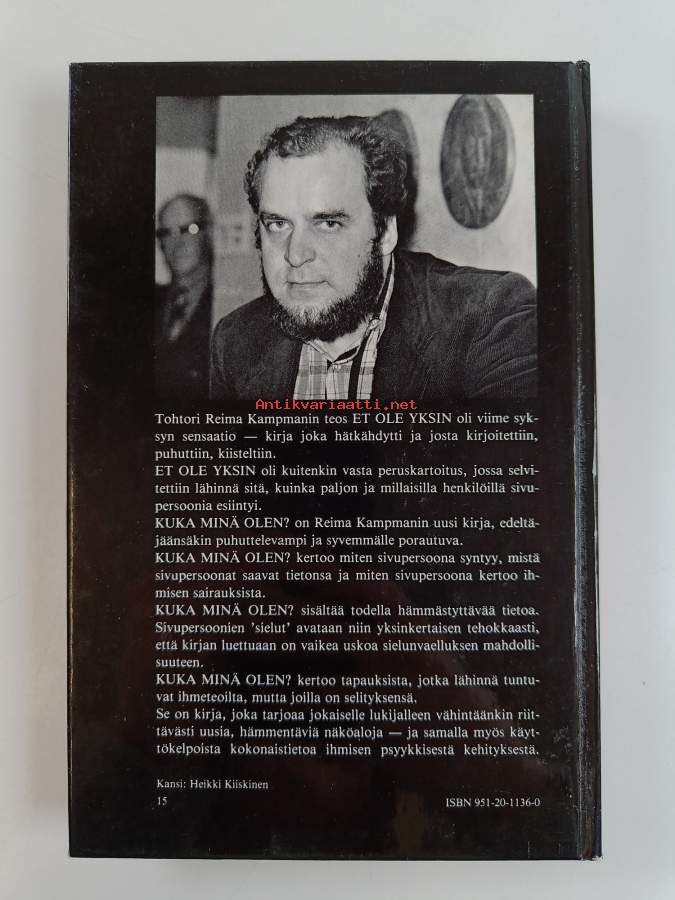 Antikvariaatti.net
Tohtori Reima Kampmanin teos ET OLE YKSIN oli viime syk-
syn sensaatio — kirja joka hätkähdytti ja josta kirjoitettiin,
puhuttiin, kiisteltiin.
ET OLE YKSIN oli kuitenkin vasta peruskartoitus, jossa selvi-
tettiin lähinnä sitä, kuinka paljon ja millaisilla henkilöillä sivu-
persoonia esiintyi.
KUKA MINÄ OLEN? on Reima Kampmanin uusi kirja, edeltä-
jäänsäkin puhuttelevampi ja syvemmälle porautuva.
KUKA MINÄ OLEN? kertoo miten sivupersoona syntyy, mistä
sivupersoonat saavat tietonsa ja miten sivupersoona kertoo ih-
misen sairauksista.
KUKA MINÄ OLEN? sisältää todella hämmästyttävää tietoa.
Sivupersoonien 'sielut' avataan niin yksinkertaisen tehokkaasti,
että kirjan luettuaan on vaikea uskoa sielunvaelluksen mahdolli-
suuteen.
KUKA MINÄ OLEN? kertoo tapauksista, jotka lähinnä tuntu-
vat ihmeteoilta, mutta joilla on selityksensä.
Se on kirja, joka tarjoaa jokaiselle lukijalleen vähintäänkin riit-
tävästi uusia, hämmentäviä näköaloja — ja samalla myös käyt-
tökelpoista kokonaistietoa ihmisen psyykkisestä kehityksestä.
Kansi: Heikki Kiiskinen
15 ISBN 951-20-1136-0